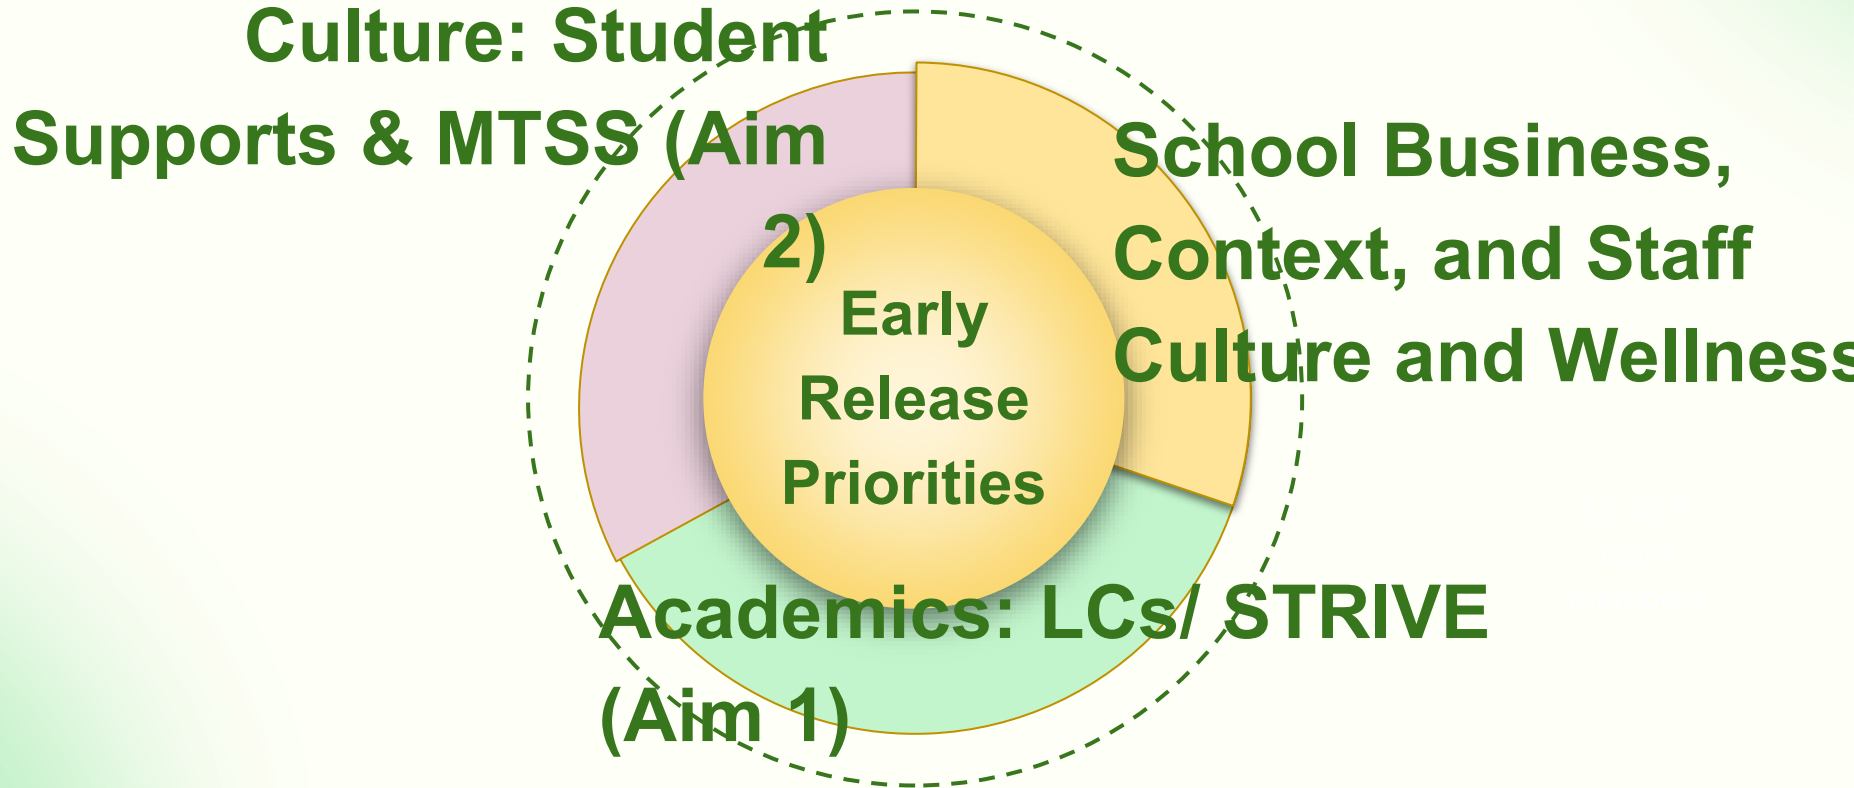 Culture: Student
Supports & MTSS (Aim
2)
School Business,
Context, and Staff
Culture and Wellness
Early
Release
Priorities
Academics: LCs/ STRIVE
(Aim 1)